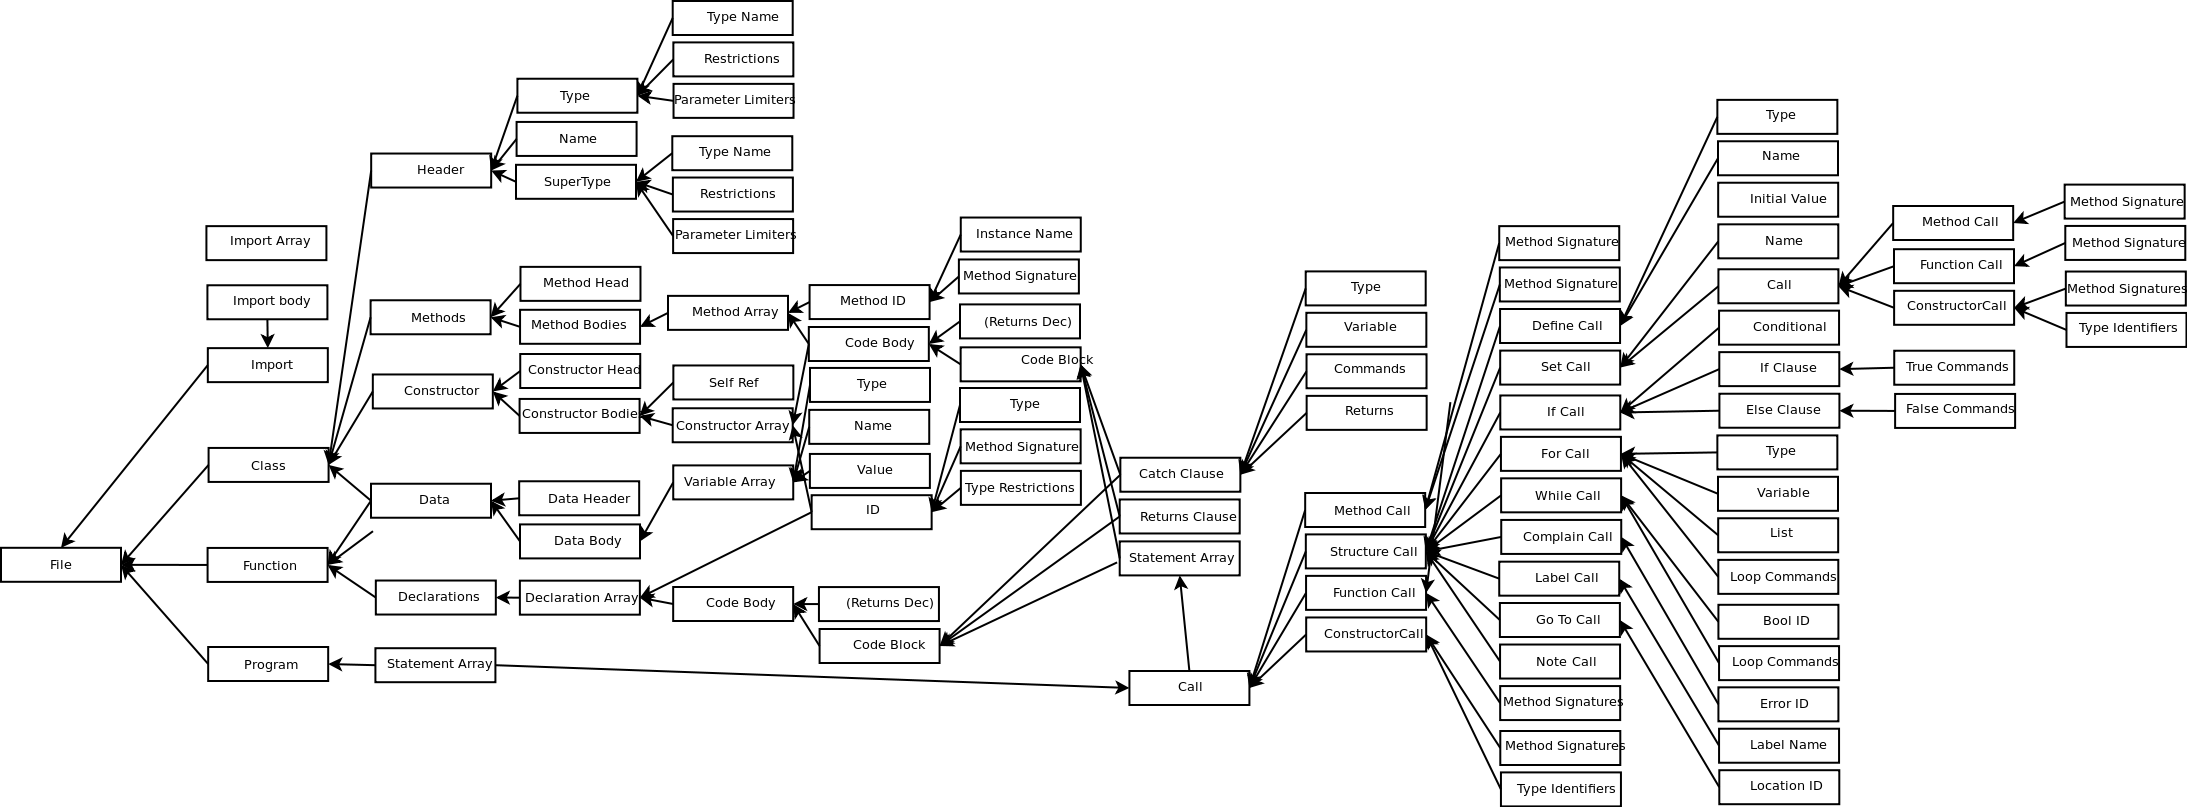 File
Import Array
Import body
Import
Class
Function
Program
Header
Methods
Constructor
Data
Declarations
Statement Array
Type
Name
SuperType
Method Head
Method Bodies
Constructor Head
Constructor Bodie
Data Header
Data Body
Declaration Array
Type Name
Restrictions
Parameter Limiters
Type Name
Restrictions
Parameter Limiters
Method Array
Self Ref
Constructor Array
Variable Array
Code Body
Method ID
Code Body
Type
Name
Value
ID
(Returns Dec)
Code Block
Instance Name
Method Signature
(Returns Dec)
Code Block
Type
Method Signature
Type Restrictions
Catch Clause
Returns Clause
Statement Array
Call
Type
Variable
Commands
Returns
Method Call
Structure Call
Function Call
ConstructorCall
Method Signature
Method Signature
Define Call
Set Call
If Call
For Call
While Call
Complain Call
Label Call
Go To Call
Note Call
Method Signatures
Method Signatures
Type Identifiers
Type
Name
Initial Value
Name
Call
Conditional
If Clause
Else Clause
Type
Variable
List
Loop Commands
Bool ID
Loop Commands
Error ID
Label Name
Location ID
Method Call
Function Call
ConstructorCall
True Commands
False Commands
Method Signature
Method Signature
Method Signatures
Type Identifiers